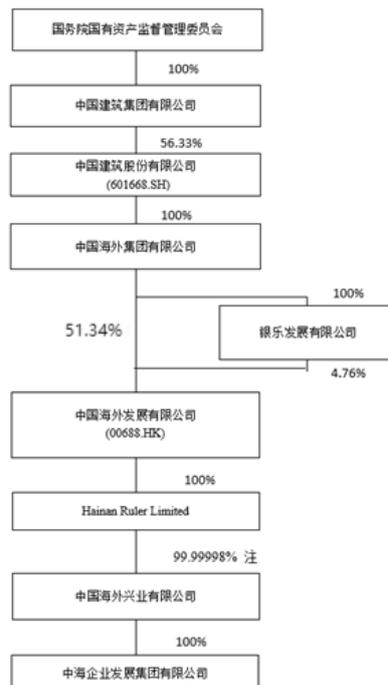 国务院国有资产监督管理委员会
100%
中国建筑集团有限公司
56.33%
中国建筑股份有限公司
(601668.SH)
100%
中国海外集团有限公司
100%
51.34%
银乐发展有限公司
4.76%
中国海外发展有限公司
(00688.HK)
100%
Hainan Ruler Limited
99.99998% 注
中国海外兴业有限公司
100%
中海企业发展集团有限公司